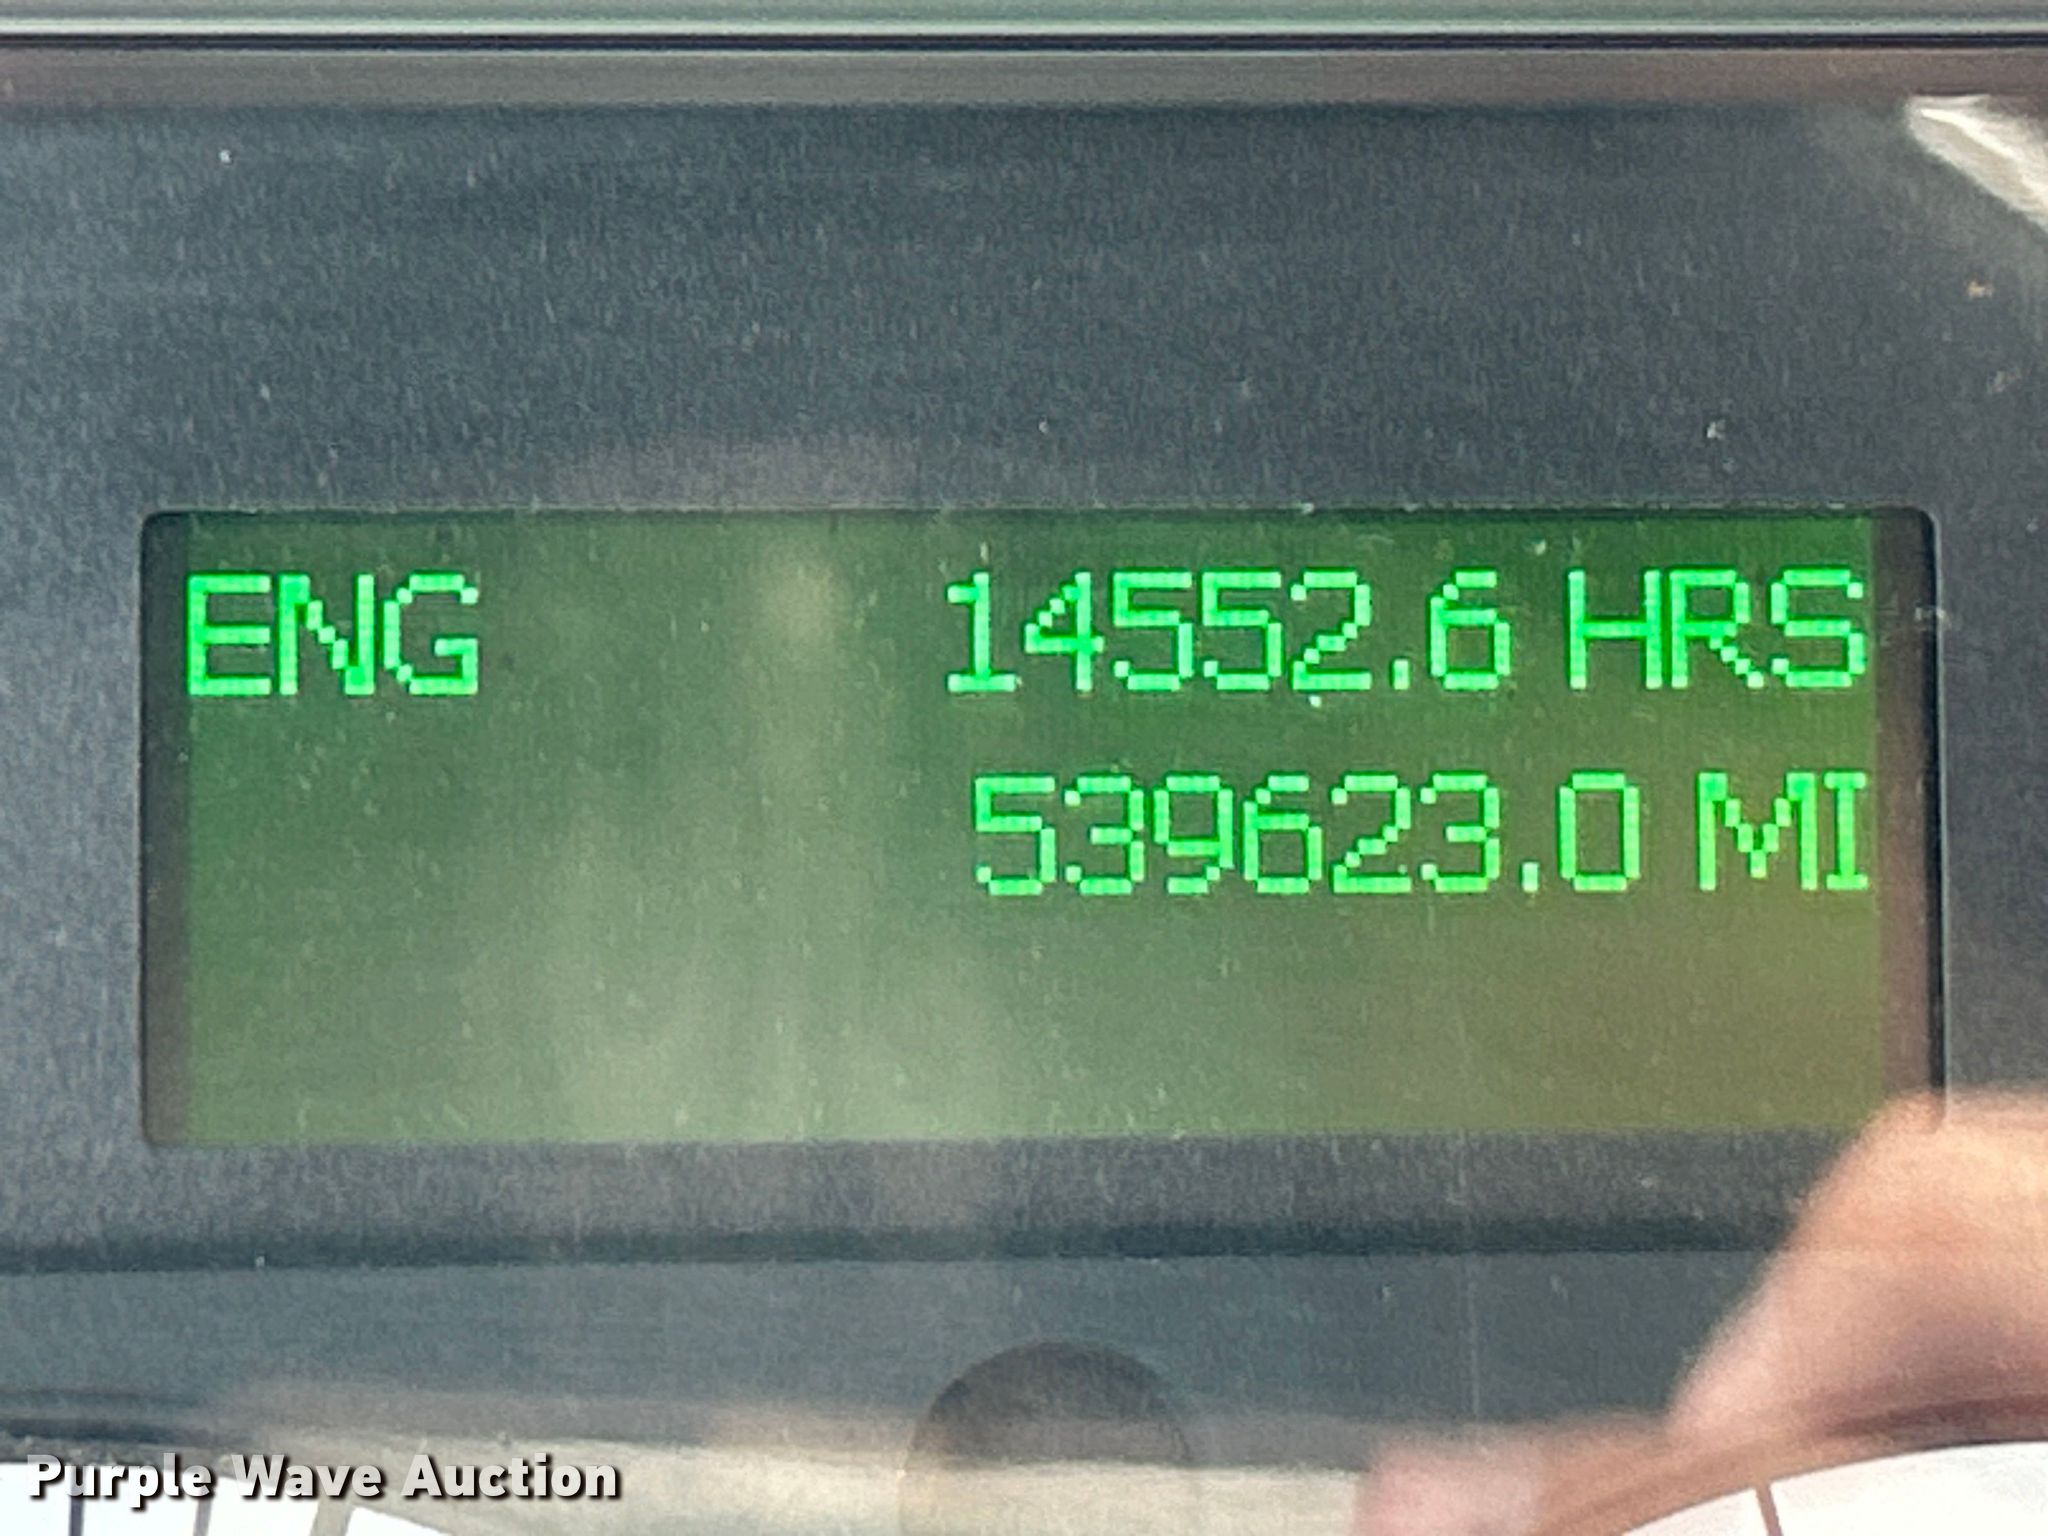 ENG 14552.6 HRS
539623.0 MI
Purple Wave Auction